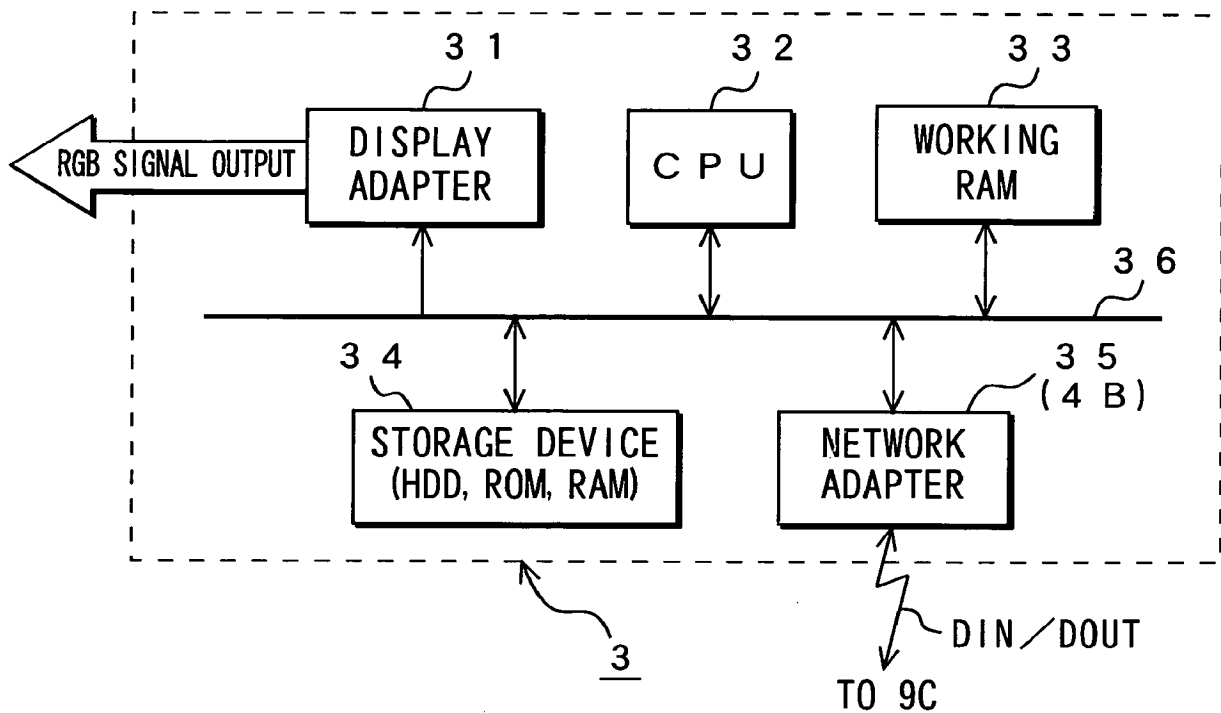 3 1
3 2
3 3
RGB SIGNAL OUTPUT
DISPLAY
ADAPTER
CPU
WORKING
RAM
3 6
3 4
3 5
(4 B)
STORAGE DEVICE
(HDD, ROM, RAM)
NETWORK
ADAPTER
3
DIN/DOUT
TO 9C